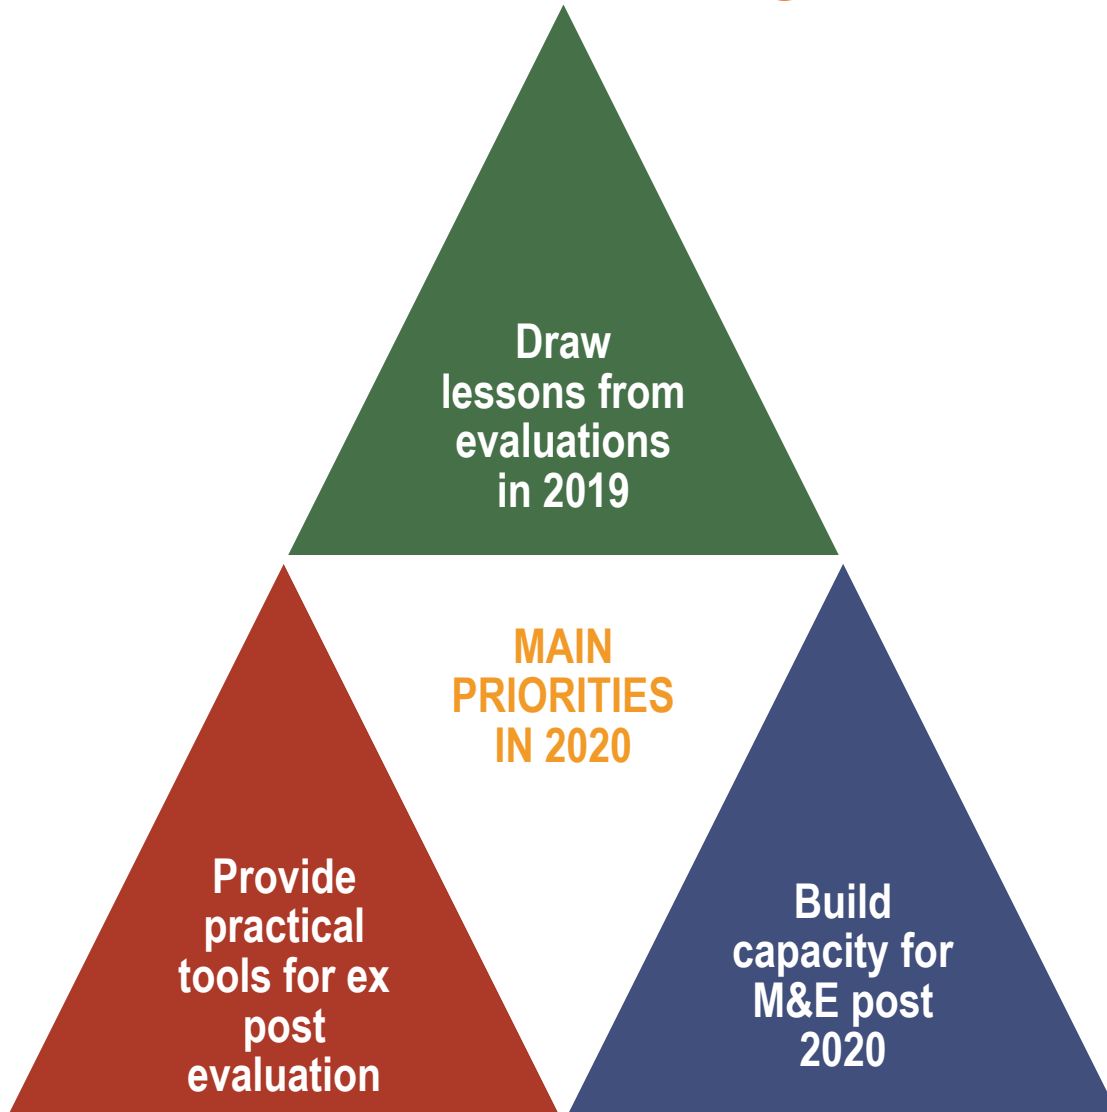 Draw
lessons from
evaluations
in 2019
MAIN
PRIORITIES
IN 2020
Provide
practical
tools for ex
post
evaluation
Build
capacity for
M&E post
2020